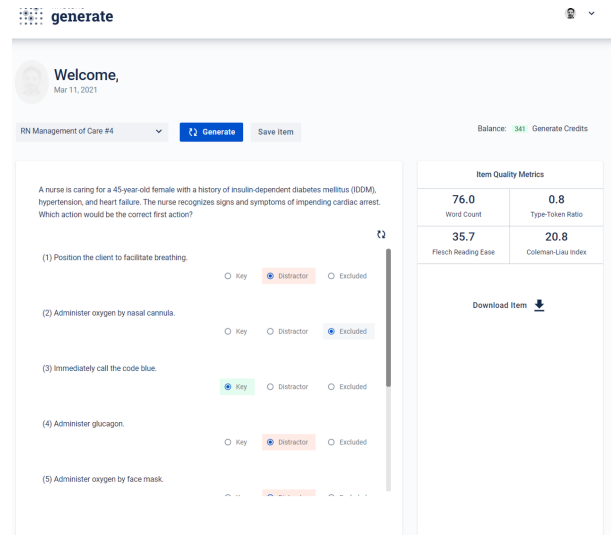 generate
Welcome,
Mar 11, 2021
RN Management of Care #4
Generate
Save item
Balance: 341 Generate Credits
A nurse is caring for a 45-year-old female with a history of insulin-dependent diabetes mellitus (IDDM),
hypertension, and heart failure. The nurse recognizes signs and symptoms of impending cardiac arrest.
Which action would be the correct first action?
(1) Position the client to facilitate breathing.
Key Distractor Excluded
(2) Administer oxygen by nasal cannula.
Key Distractor Excluded
(3) Immediately call the code blue.
Key Distractor Excluded
(4) Administer glucagon.
Key Distractor Excluded
(5) Administer oxygen by face mask.
Item Quality Metrics
76.0 0.8
Word Count Type-Token Ratio
35.7 20.8
Flesch Reading Ease Coleman-Liau Index
Download Item